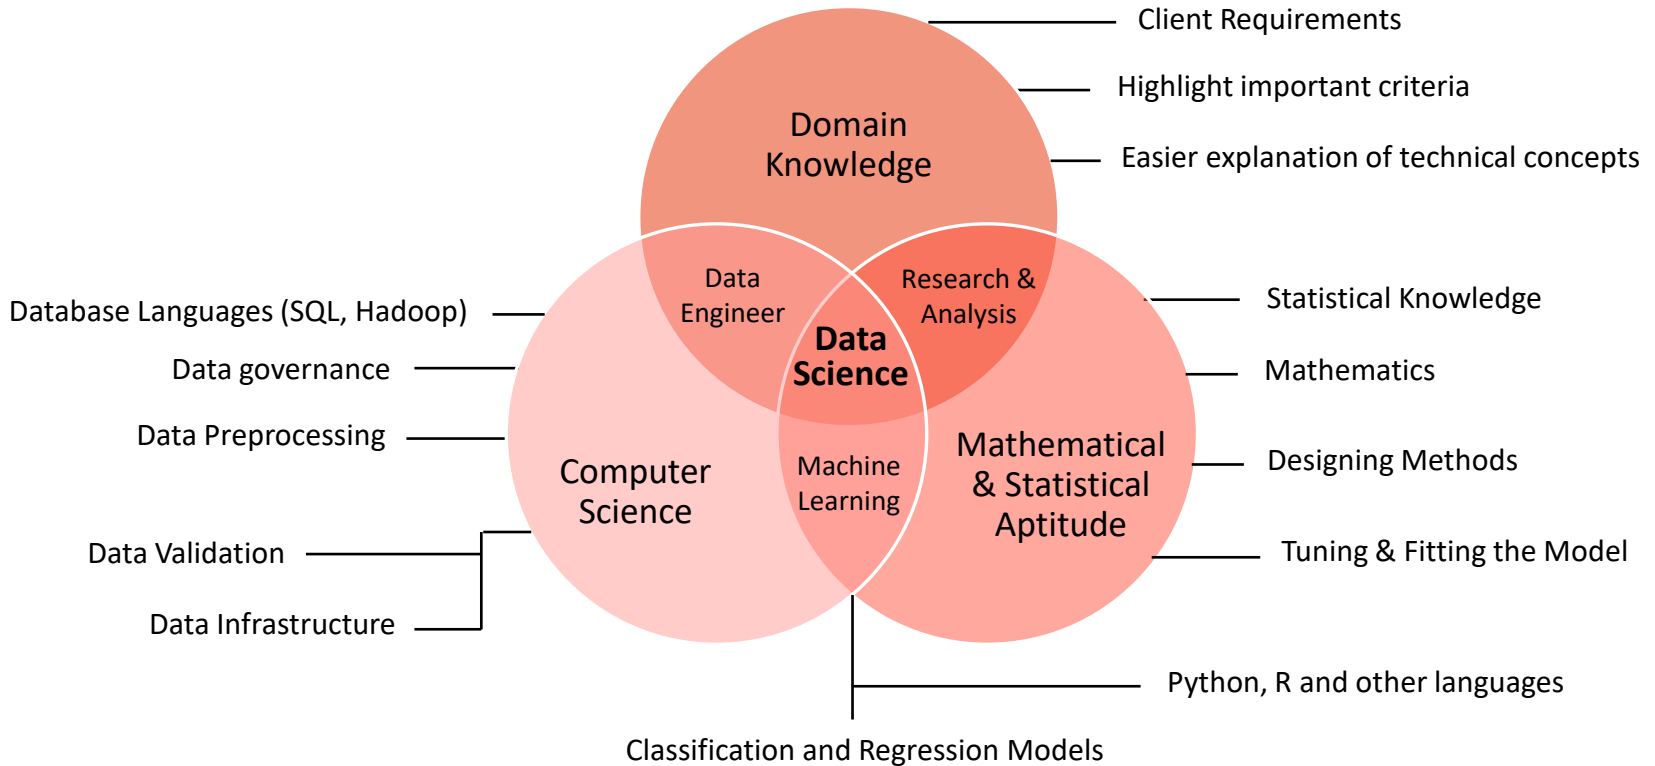 Client Requirements
Highlight important criteria
Easier explanation of technical concepts
Domain
Knowledge
Data
Engineer
Research &
Analysis
Data
Science
Machine
Learning
Computer
Science
Mathematical
& Statistical
Aptitude
Database Languages (SQL, Hadoop)
Data governance
Data Preprocessing
Data Validation
Data Infrastructure
Statistical Knowledge
Mathematics
Designing Methods
Tuning & Fitting the Model
Python, R and other languages
Classification and Regression Models